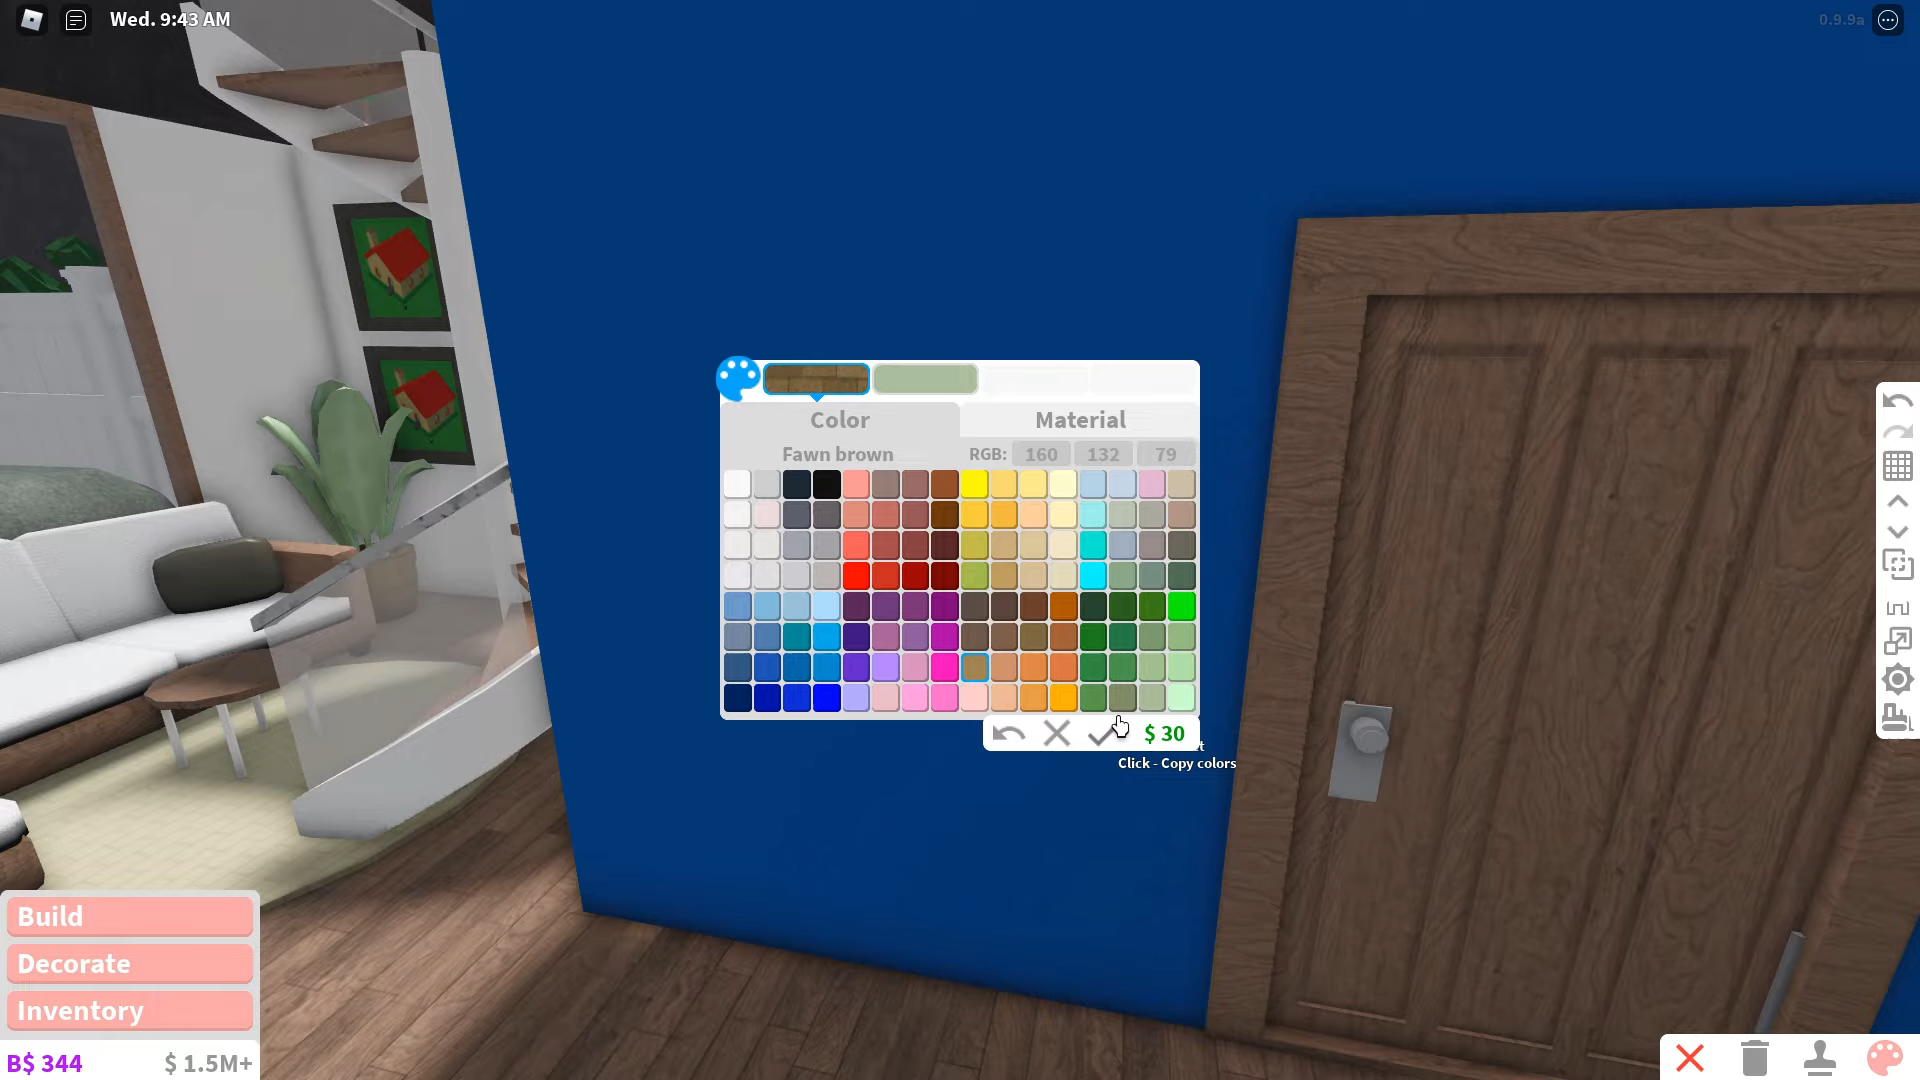 Wed. 9:43 AM
0.9.9a
Color
Material
Fawn brown
RGB: 160 132 79
$ 30
Click - Copy colors
Build
Decorate
Inventory
B$ 344
$ 1.5M+